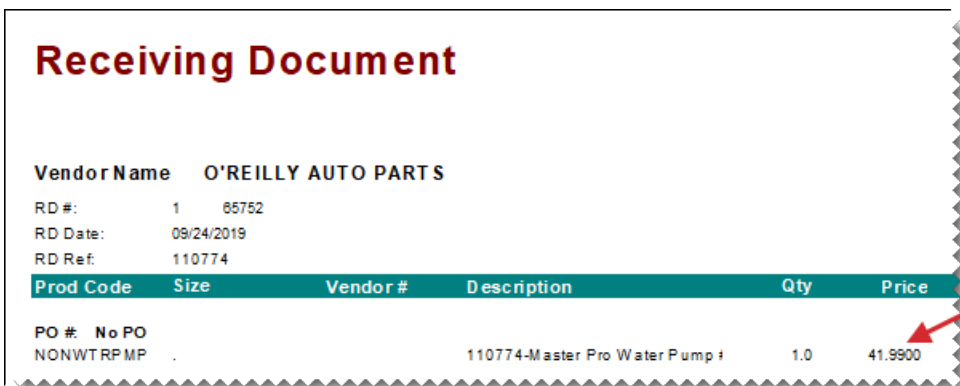 Receiving Document
Vendor Name O'REILLY AUTO PARTS
RD #: 1 65752
RD Date: 09/24/2019
RD Ref: 110774
Prod Code Size Vendor # Description Qty Price
PO #: No PO
NONWTRPMP . 110774-Master Pro Water Pump # 1.0 41.9900